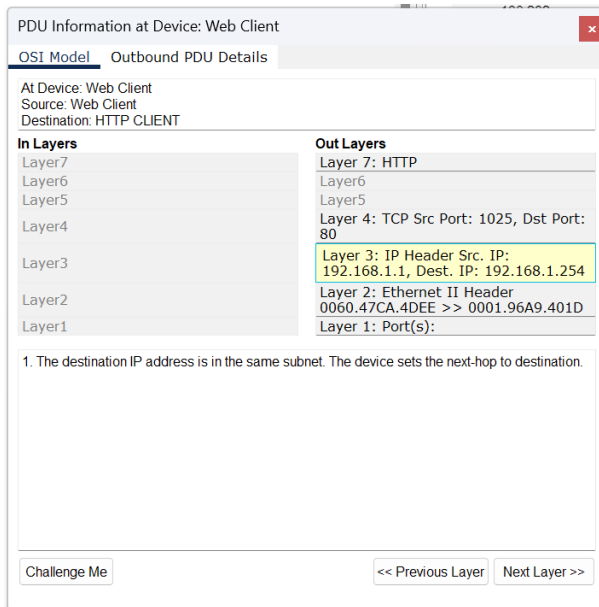 PDU Information at Device: Web Client
×
OSI Model Outbound PDU Details
At Device: Web Client
Source: Web Client
Destination: HTTP CLIENT
In Layers
Layer7
Layer6
Layer5
Layer4
Layer3
Layer2
Layer1
Out Layers
Layer 7: HTTP
Layer6
Layer5
Layer 4: TCP Src Port: 1025, Dst Port:
80
Layer 3: IP Header Src. IP:
192.168.1.1, Dest. IP: 192.168.1.254
Layer 2: Ethernet II Header
0060.47CA.4DEE >> 0001.96A9.401D
Layer 1: Port(s):
1. The destination IP address is in the same subnet. The device sets the next-hop to destination.
Challenge Me
<< Previous Layer
Next Layer >>